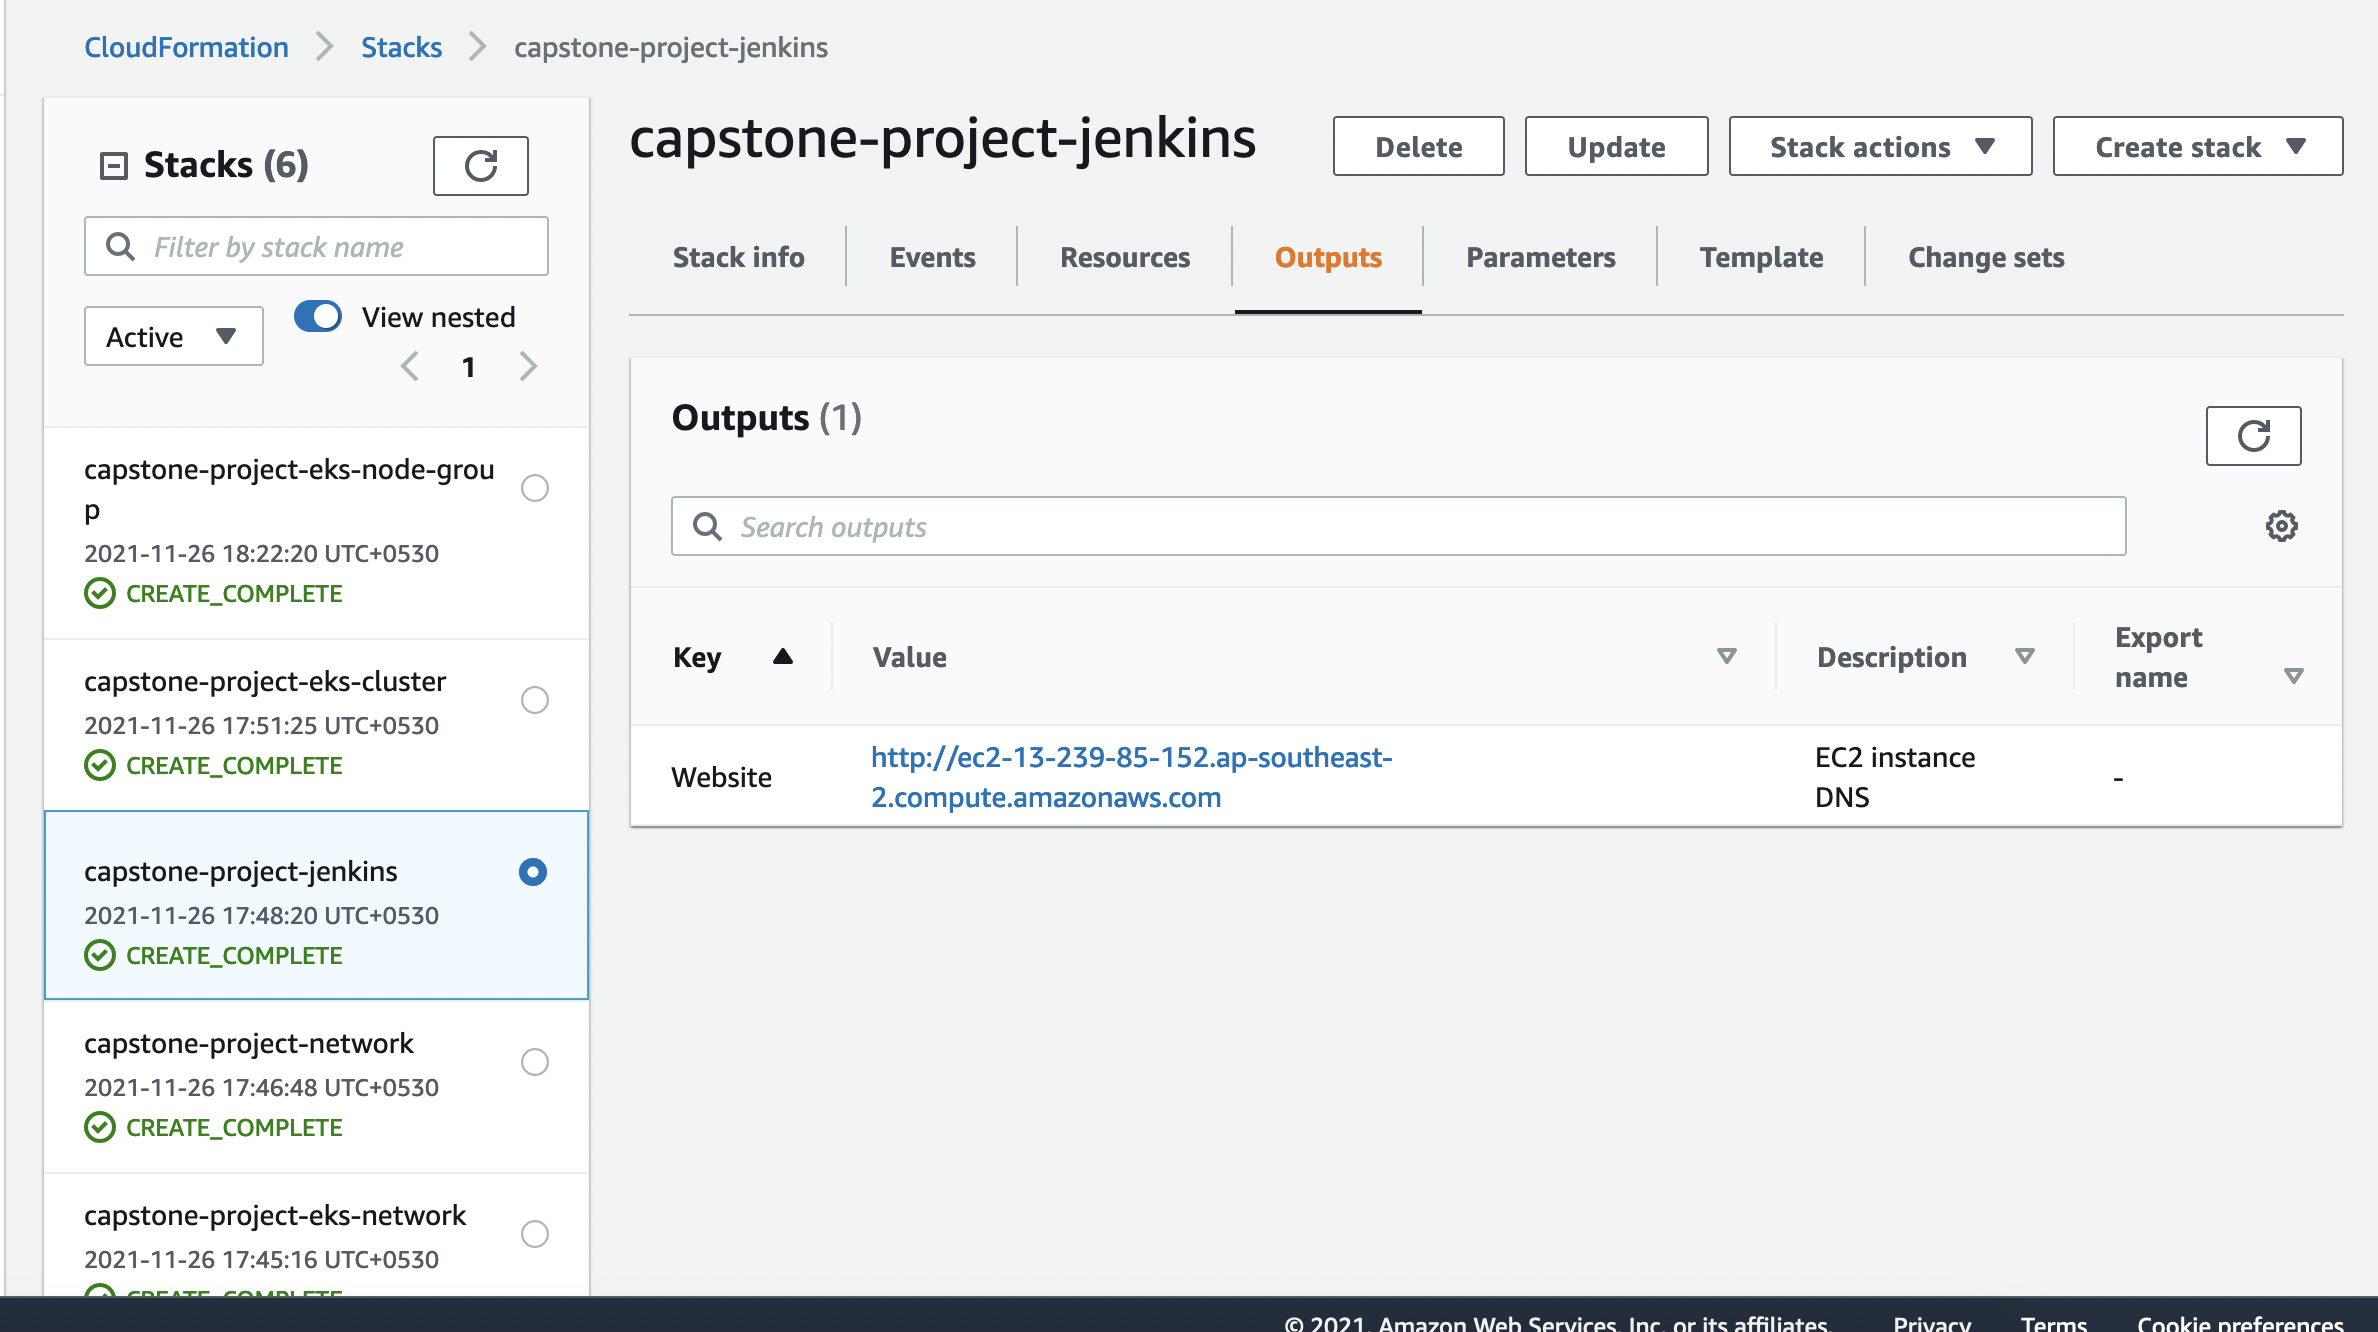 CloudFormation
Stacks
capstone-project-jenkins
Stacks (6)
Filter by stack name
Active
View nested
1
capstone-project-eks-node-grou
p
2021-11-26 18:22:20 UTC+0530
CREATE_COMPLETE
capstone-project-eks-cluster
2021-11-26 17:51:25 UTC+0530
CREATE_COMPLETE
capstone-project-jenkins
2021-11-26 17:48:20 UTC+0530
CREATE_COMPLETE
capstone-project-network
2021-11-26 17:46:48 UTC+0530
CREATE_COMPLETE
capstone-project-eks-network
2021-11-26 17:45:16 UTC+0530
CREATE_COMPLETE
capstone-project-jenkins
Delete
Update
Stack actions
Create stack
Stack info
Events
Resources
Outputs
Parameters
Template
Change sets
Outputs (1)
Search outputs
Key
Value
Description
Export
name
Website
http://ec2-13-239-85-152.ap-southeast-
2.compute.amazonaws.com
EC2 instance
DNS
-
© 2021, Amazon Web Services, Inc. or its affiliates.
Privacy
Terms
Cookie preferences